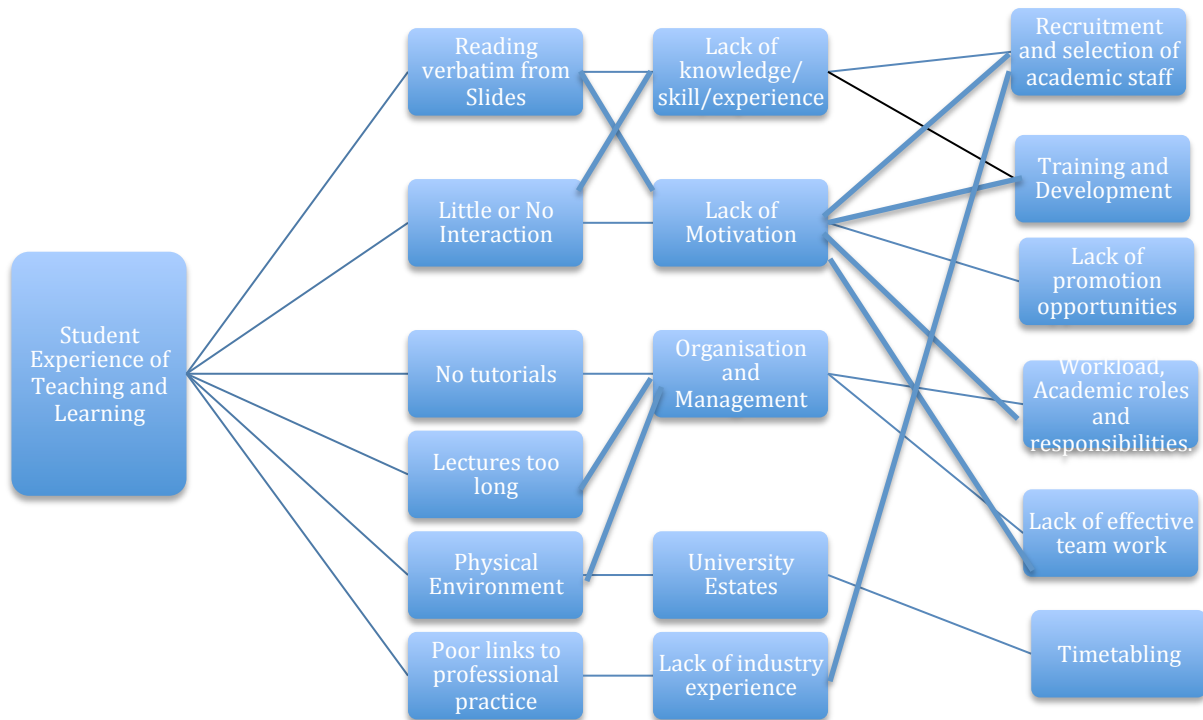 Student
Experience of
Teaching and
Learning
Reading
verbatim from
Slides
Little or No
Interaction
No tutorials
Lectures too
long
Physical
Environment
Poor links to
professional
practice
Lack of
knowledge/
skill/experience
Lack of
Motivation
Organisation
and
Management
University
Estates
Lack of industry
experience
Recruitment
and selection of
academic staff
Training and
Development
Lack of
promotion
opportunities
Workload,
Academic roles
and
responsibilities.
Lack of effective
team work
Timetabling